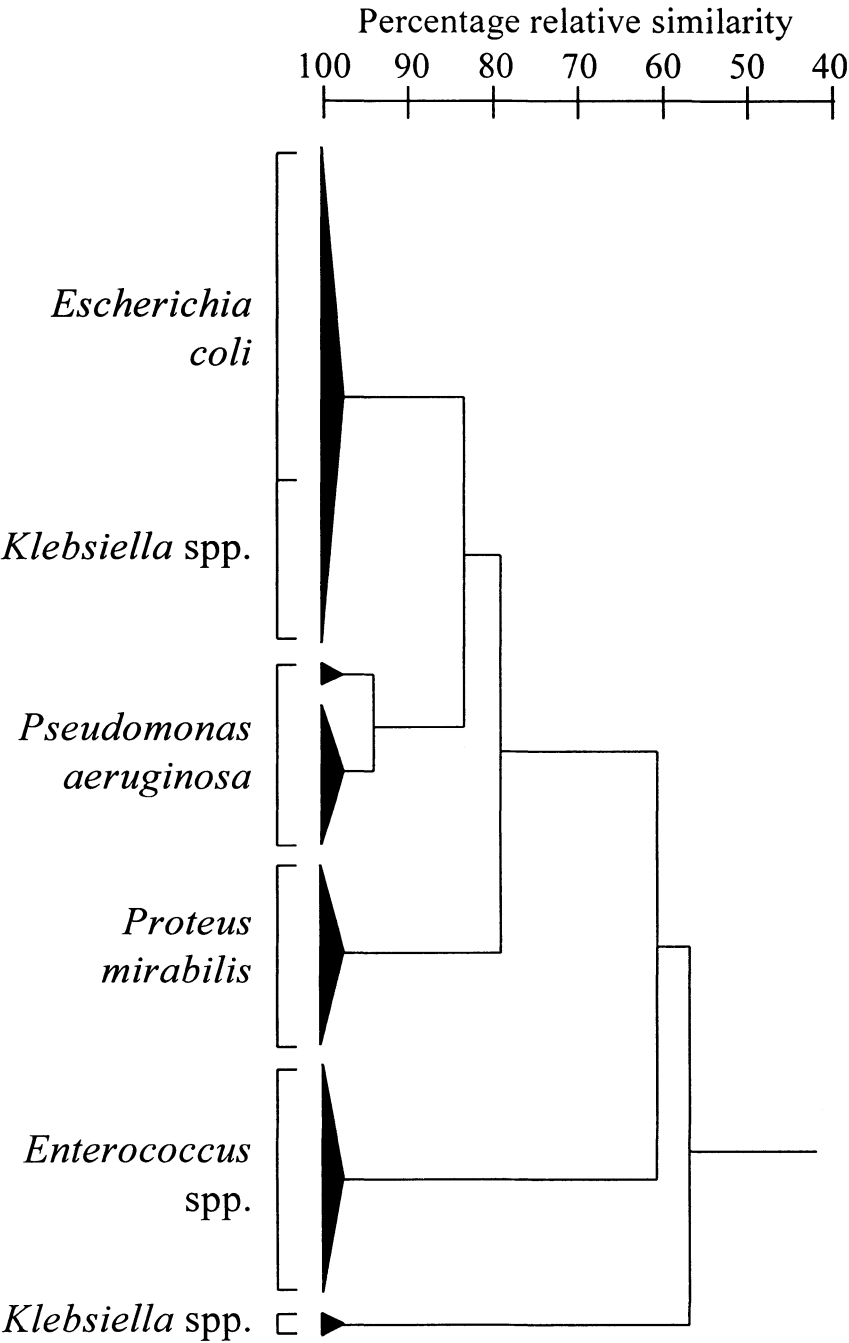 Percentage relative similarity
100 90 80 70 60 50 40
Escherichia
coli
Klebsiella spp.
Pseudomonas
aeruginosa
Proteus
mirabilis
Enterococcus
spp.
Klebsiella spp.